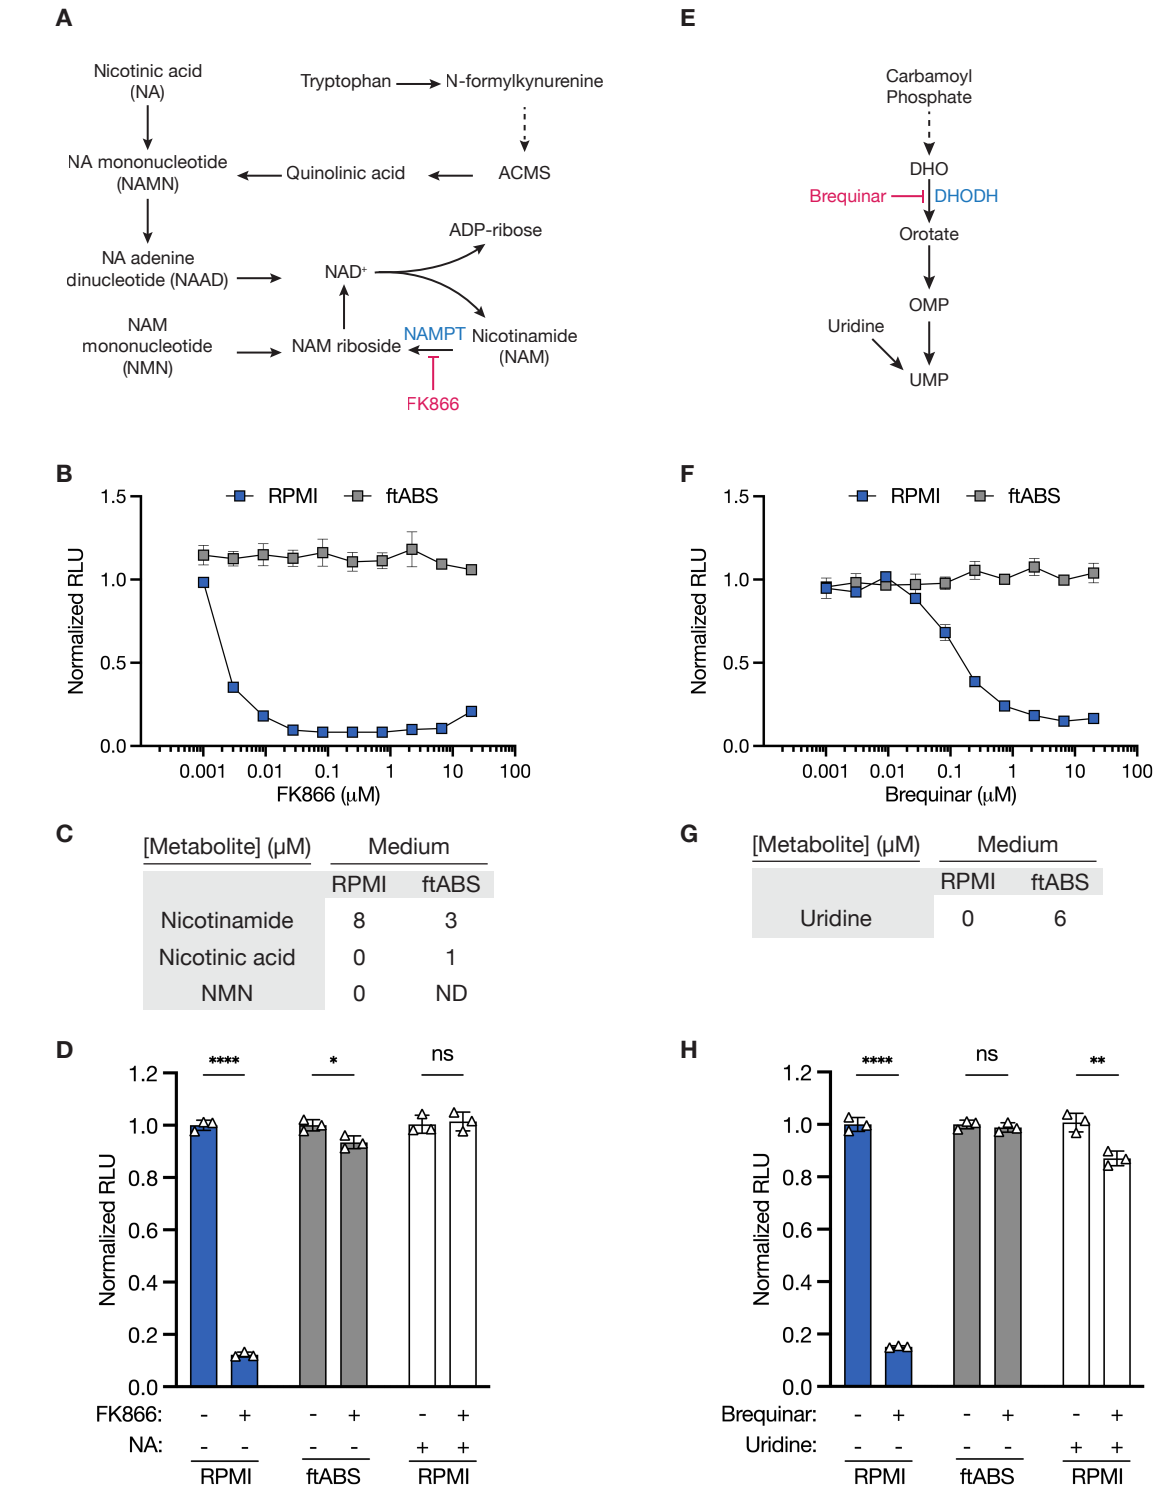 A
Nicotinic acid
(NA)
Tryptophan
N-formylkynurenine
NA mononucleotide
(NAMN)
Quinolinic acid
ACMS
ADP-ribose
NA adenine
dinucleotide (NAAD)
NAD+
NAM
mononucleotide
(NMN)
NAM riboside
NAMPT
Nicotinamide
(NAM)
FK866
E
Carbamoyl
Phosphate
DHO
Brequinar
DHODH
Orotate
OMP
Uridine
UMP
B
RPMI
ftABS
1.5
1.0
0.5
0.0
Normalized RLU
0.001 0.01 0.1 1 10 100
FK866 (μM)
F
RPMI
ftABS
1.5
1.0
0.5
0.0
Normalized RLU
0.001 0.01 0.1 1 10 100
Brequinar (μM)
C
[Metabolite] (μM) Medium
RPMI ftABS
Nicotinamide 8 3
Nicotinic acid 0 1
NMN 0 ND
G
[Metabolite] (μM) Medium
RPMI ftABS
Uridine 0 6
D
**** * ns
1.2
1.0
0.8
0.6
0.4
0.2
0.0
Normalized RLU
FK866: - + - + - +
NA: - - - - + +
RPMI ftABS RPMI
H
**** ns **
1.2
1.0
0.8
0.6
0.4
0.2
0.0
Normalized RLU
Brequinar: - + - + - +
Uridine: - - - - + +
RPMI ftABS RPMI